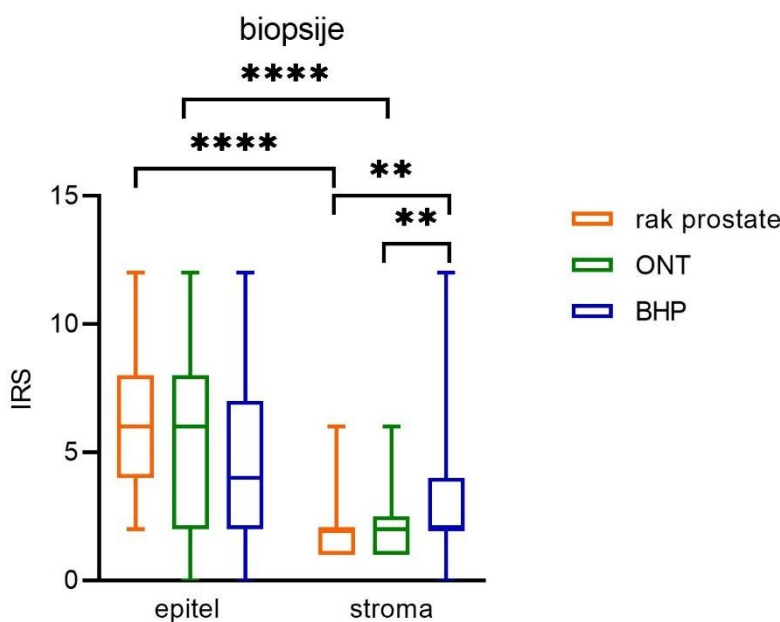 biopsije
****
****
**
**
15
10
5
0
IRS
epitel
stroma
rak prostate
ONT
BHP